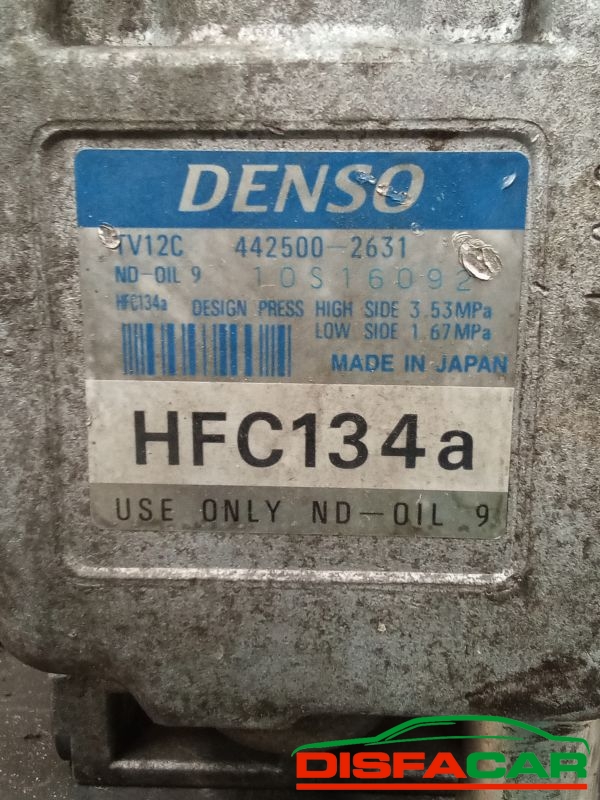 DENSO
TV12C 442500-2631
ND-OIL 9 10S16092
HFC134a DESIGN PRESS HIGH SIDE 3.53MPa
LOW SIDE 1.67MPa
MADE IN JAPAN
HFC134a
USE ONLY ND-OIL 9
DISFACAR